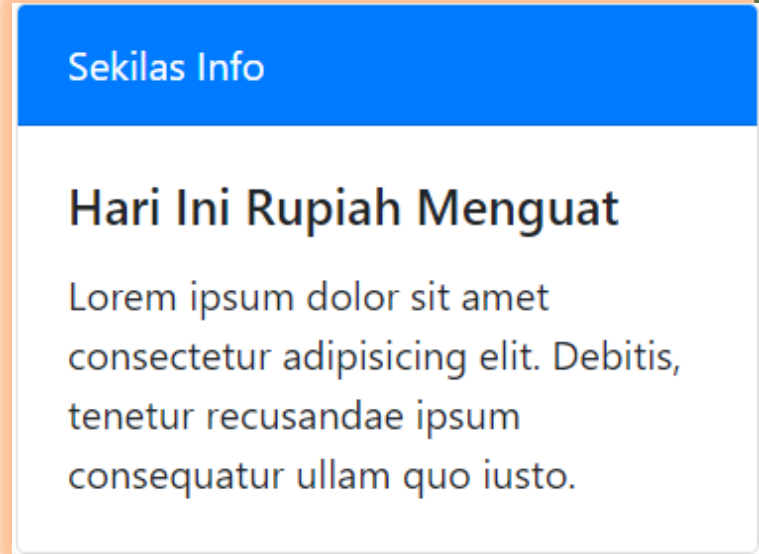 Sekilas Info
Hari Ini Rupiah Menguat
Lorem ipsum dolor sit amet
consectetur adipisicing elit. Debitis,
tenetur recusandae ipsum
consequatur ullam quo iusto.